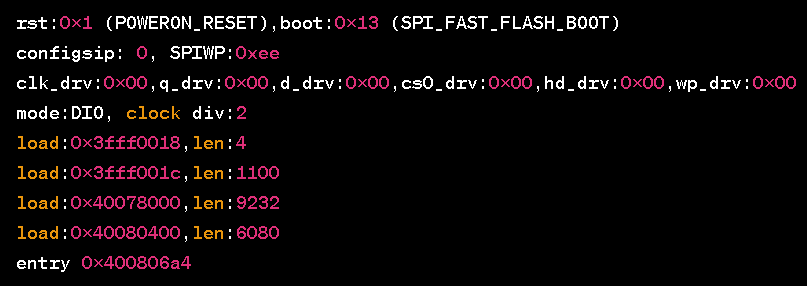 rst:0x1 (POWERON_RESET),boot:0x13 (SPI_FAST_FLASH_BOOT)
configsip: 0, SPIWP:0xee
clk_drv:0x00,q_drv:0x00,d_drv:0x00,cs0_drv:0x00,hd_drv:0x00,wp_drv:0x00
mode:DIO, clock div:2
load:0x3fff0018,len:4
load:0x3fff001c,len:1100
load:0x40078000,len:9232
load:0x40080400,len:6080
entry 0x400806a4